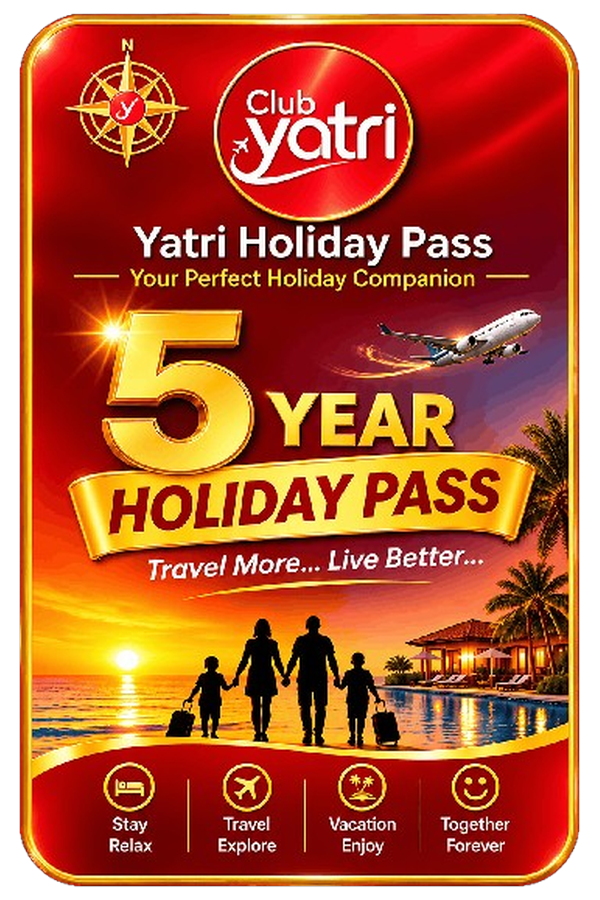 N
y
Club
yatri
Yatri Holiday Pass
Your Perfect Holiday Companion
5 YEAR
HOLIDAY PASS
Travel More... Live Better...
Stay
Relax
Travel
Explore
Vacation
Enjoy
Together
Forever